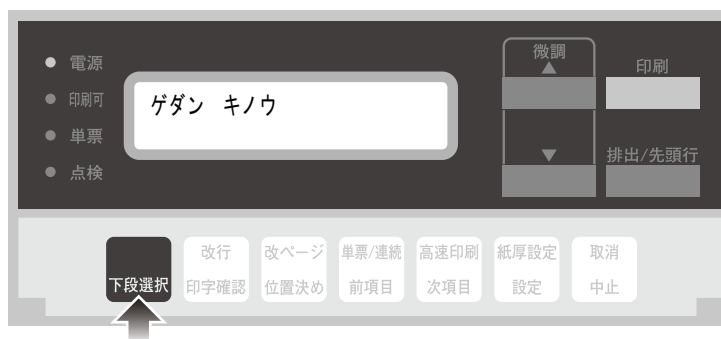 電源
印刷可
単票
点検
ゲダン キノウ
微調
▲
▼
印刷
排出/先頭行
下段選択
改行
印字確認
改ページ
位置決め
単票/連続
前項目
高速印刷
次項目
紙厚設定
設定
取消
中止